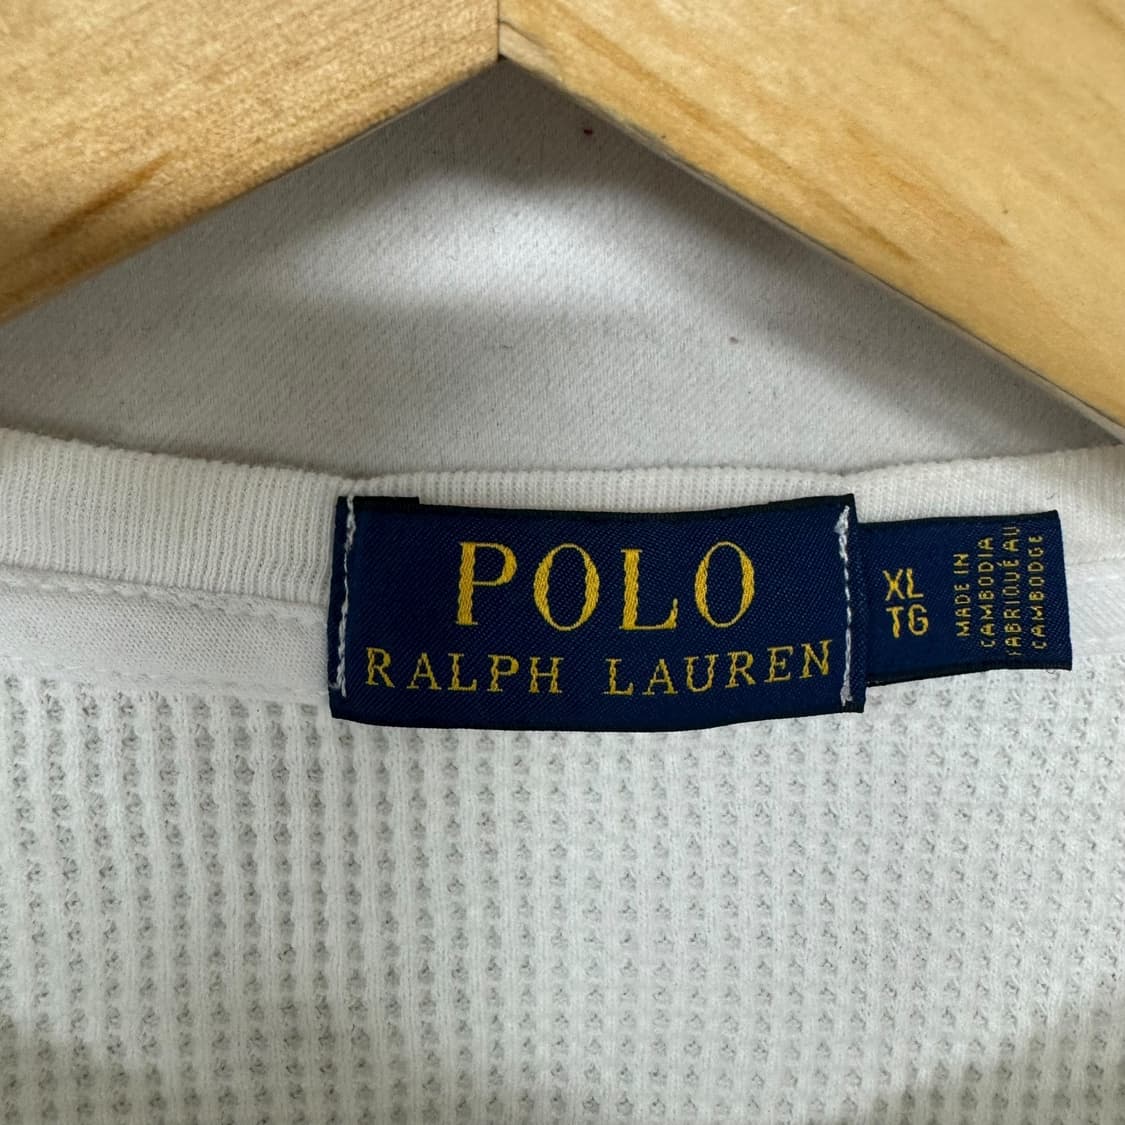 POLO
RALPH LAUREN
XL
TG
MADE IN
CAMBODIA
FABRIQUÉ AU
CAMBODGE